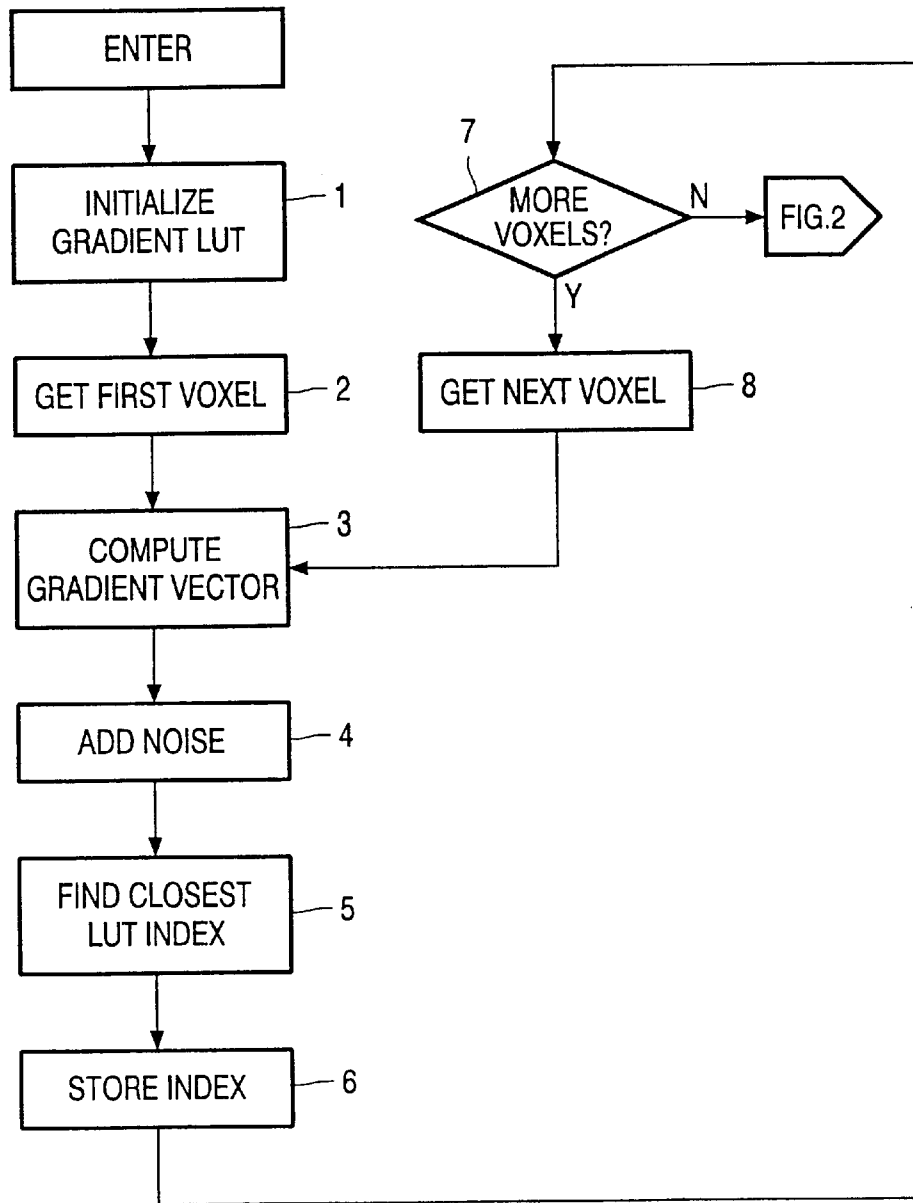 ENTER
INITIALIZE
GRADIENT LUT
1
GET FIRST VOXEL
2
COMPUTE
GRADIENT VECTOR
3
ADD NOISE
4
FIND CLOSEST
LUT INDEX
5
STORE INDEX
6
7
MORE
VOXELS?
N
FIG.2
Y
GET NEXT VOXEL
8